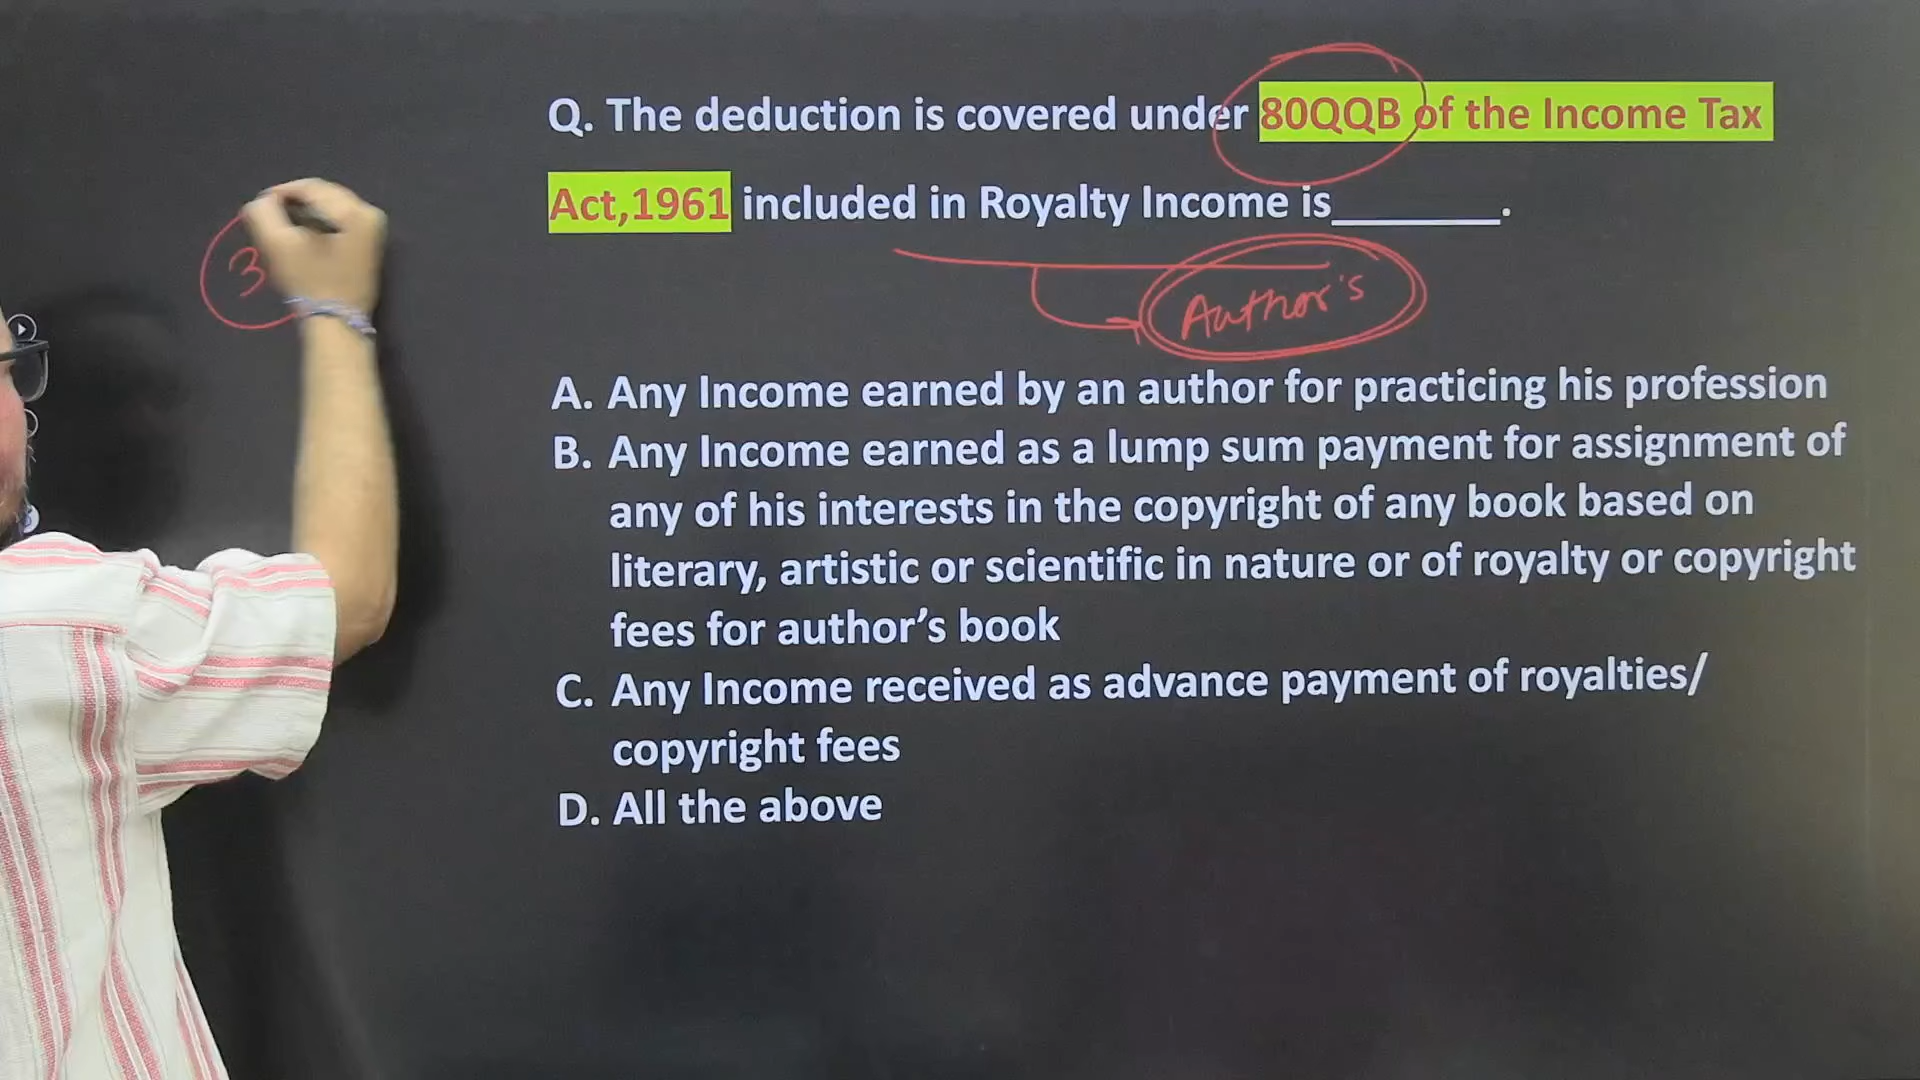 Q. The deduction is covered under 80QQB of the Income Tax
Act,1961 included in Royalty Income is________.
3
Author's
A. Any Income earned by an author for practicing his profession
B. Any Income earned as a lump sum payment for assignment of
any of his interests in the copyright of any book based on
literary, artistic or scientific in nature or of royalty or copyright
fees for author's book
C. Any Income received as advance payment of royalties/
copyright fees
D. All the above